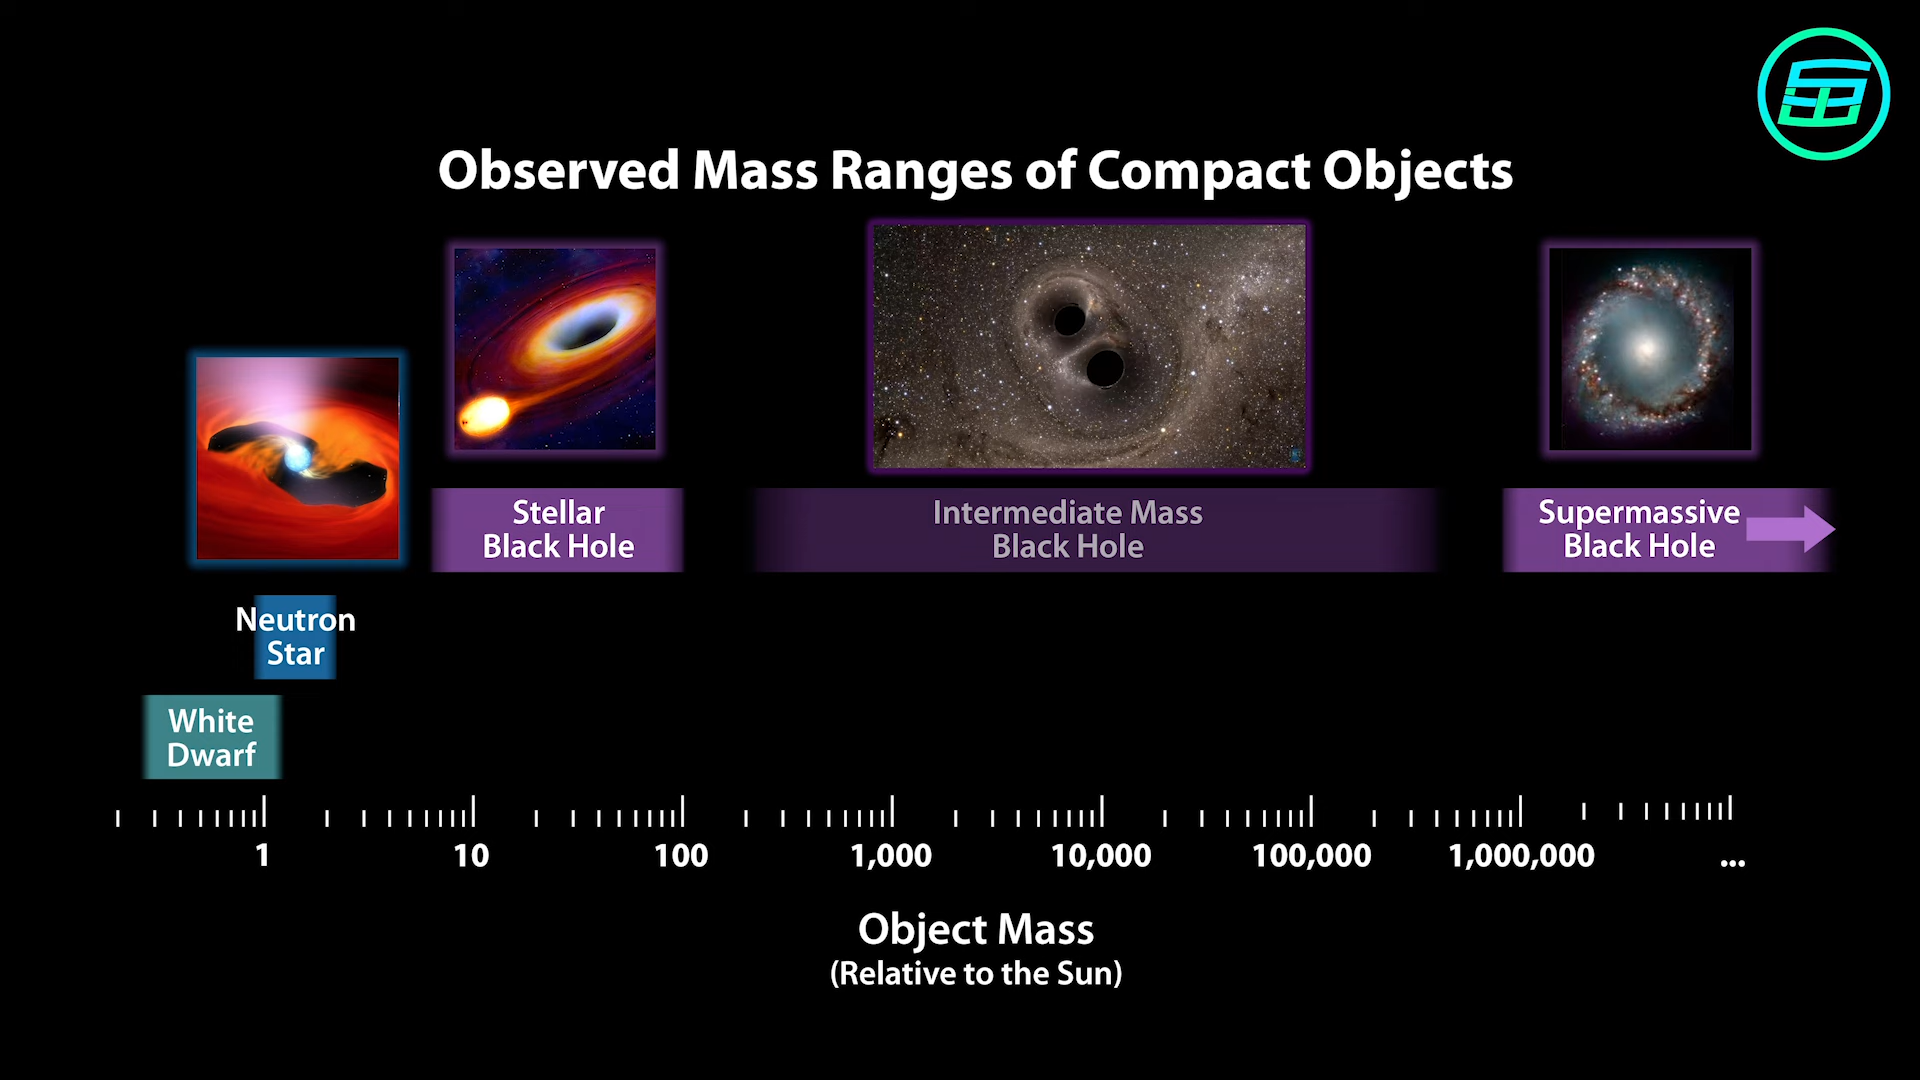 Observed Mass Ranges of Compact Objects
Stellar
Black Hole
Intermediate Mass
Black Hole
Supermassive
Black Hole
Neutron
Star
White
Dwarf
1
10
100
1,000
10,000
100,000
1,000,000
...
Object Mass
(Relative to the Sun)